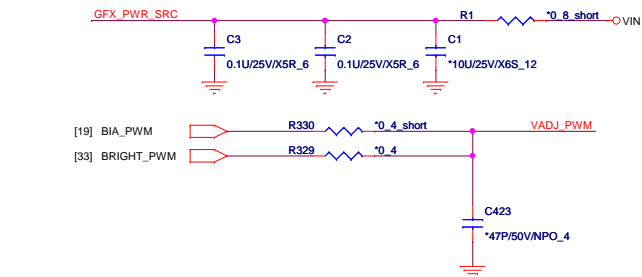 GFX_PWR_SRC
R1
*0_8_short
VIN
C3
C2
C1
0.1U/25V/X5R_6
0.1U/25V/X5R_6
*10U/25V/X6S_12
[19] BIA_PWM
R330
*0_4_short
VADJ_PWM
[33] BRIGHT_PWM
R329
*0_4
C423
*47P/50V/NPO_4